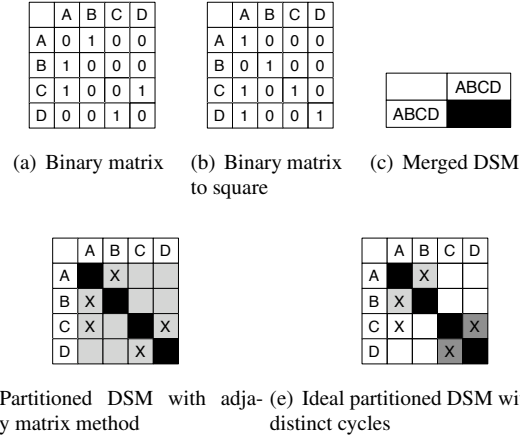 A B C D
A 0 1 0 0
B 1 0 0 0
C 1 0 0 1
D 0 0 1 0
A B C D
A 1 0 0 0
B 0 1 0 0
C 1 0 1 0
D 1 0 0 1
ABCD
ABCD
(a) Binary matrix
(b) Binary matrix
to square
(c) Merged DSM
A B C D
A X
B X
C X X
D X
A B C D
A X
B X
C X X
D X
Partitioned DSM with adja-
y matrix method
(e) Ideal partitioned DSM wi
distinct cycles